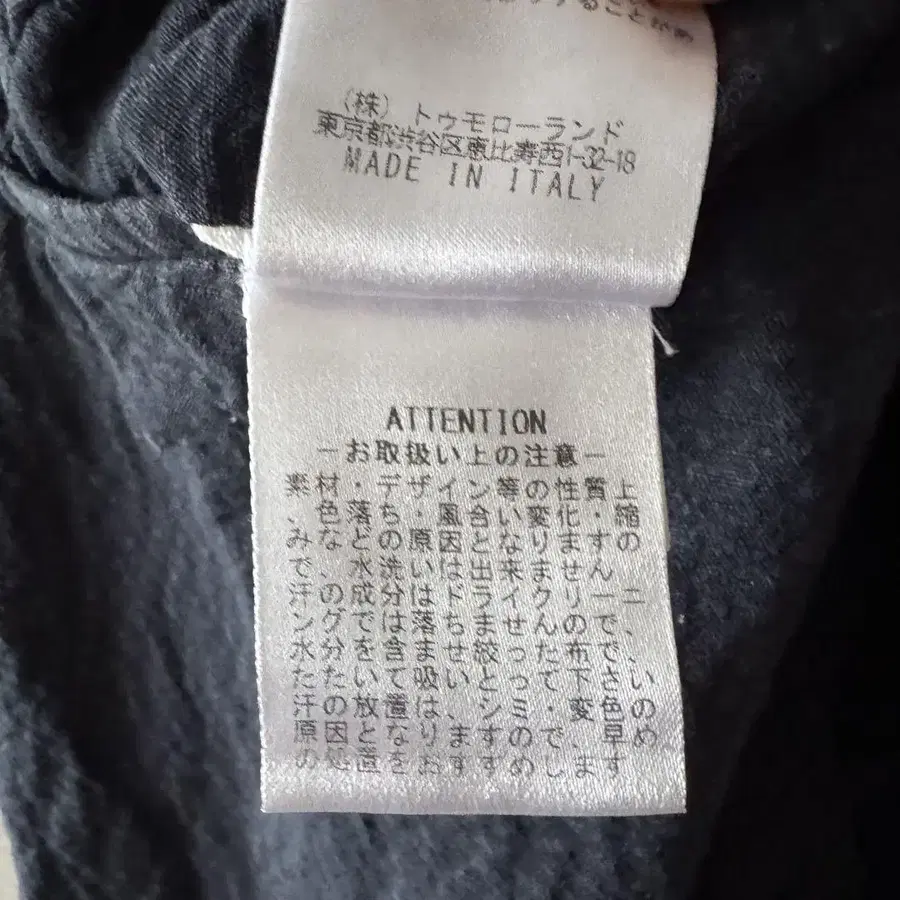 することがあ
(株) トゥモローランド
東京都渋谷区恵比寿西1-32-18
MADE IN ITALY
ATTENTION
－お取扱い上の注意－
素材・デザイン等の性質上
、色落ち・風合い変化・縮
みなどの原因となりますの
で、水洗いは出来ません
汗の成分はドライクリーニ
ングでは落ちませんので、
水分を含ませ絞った布で、
たたいて吸いとって下さい
汗の放置は、シミ・変色の
原因となりますので、早め
の処置をおすすめします